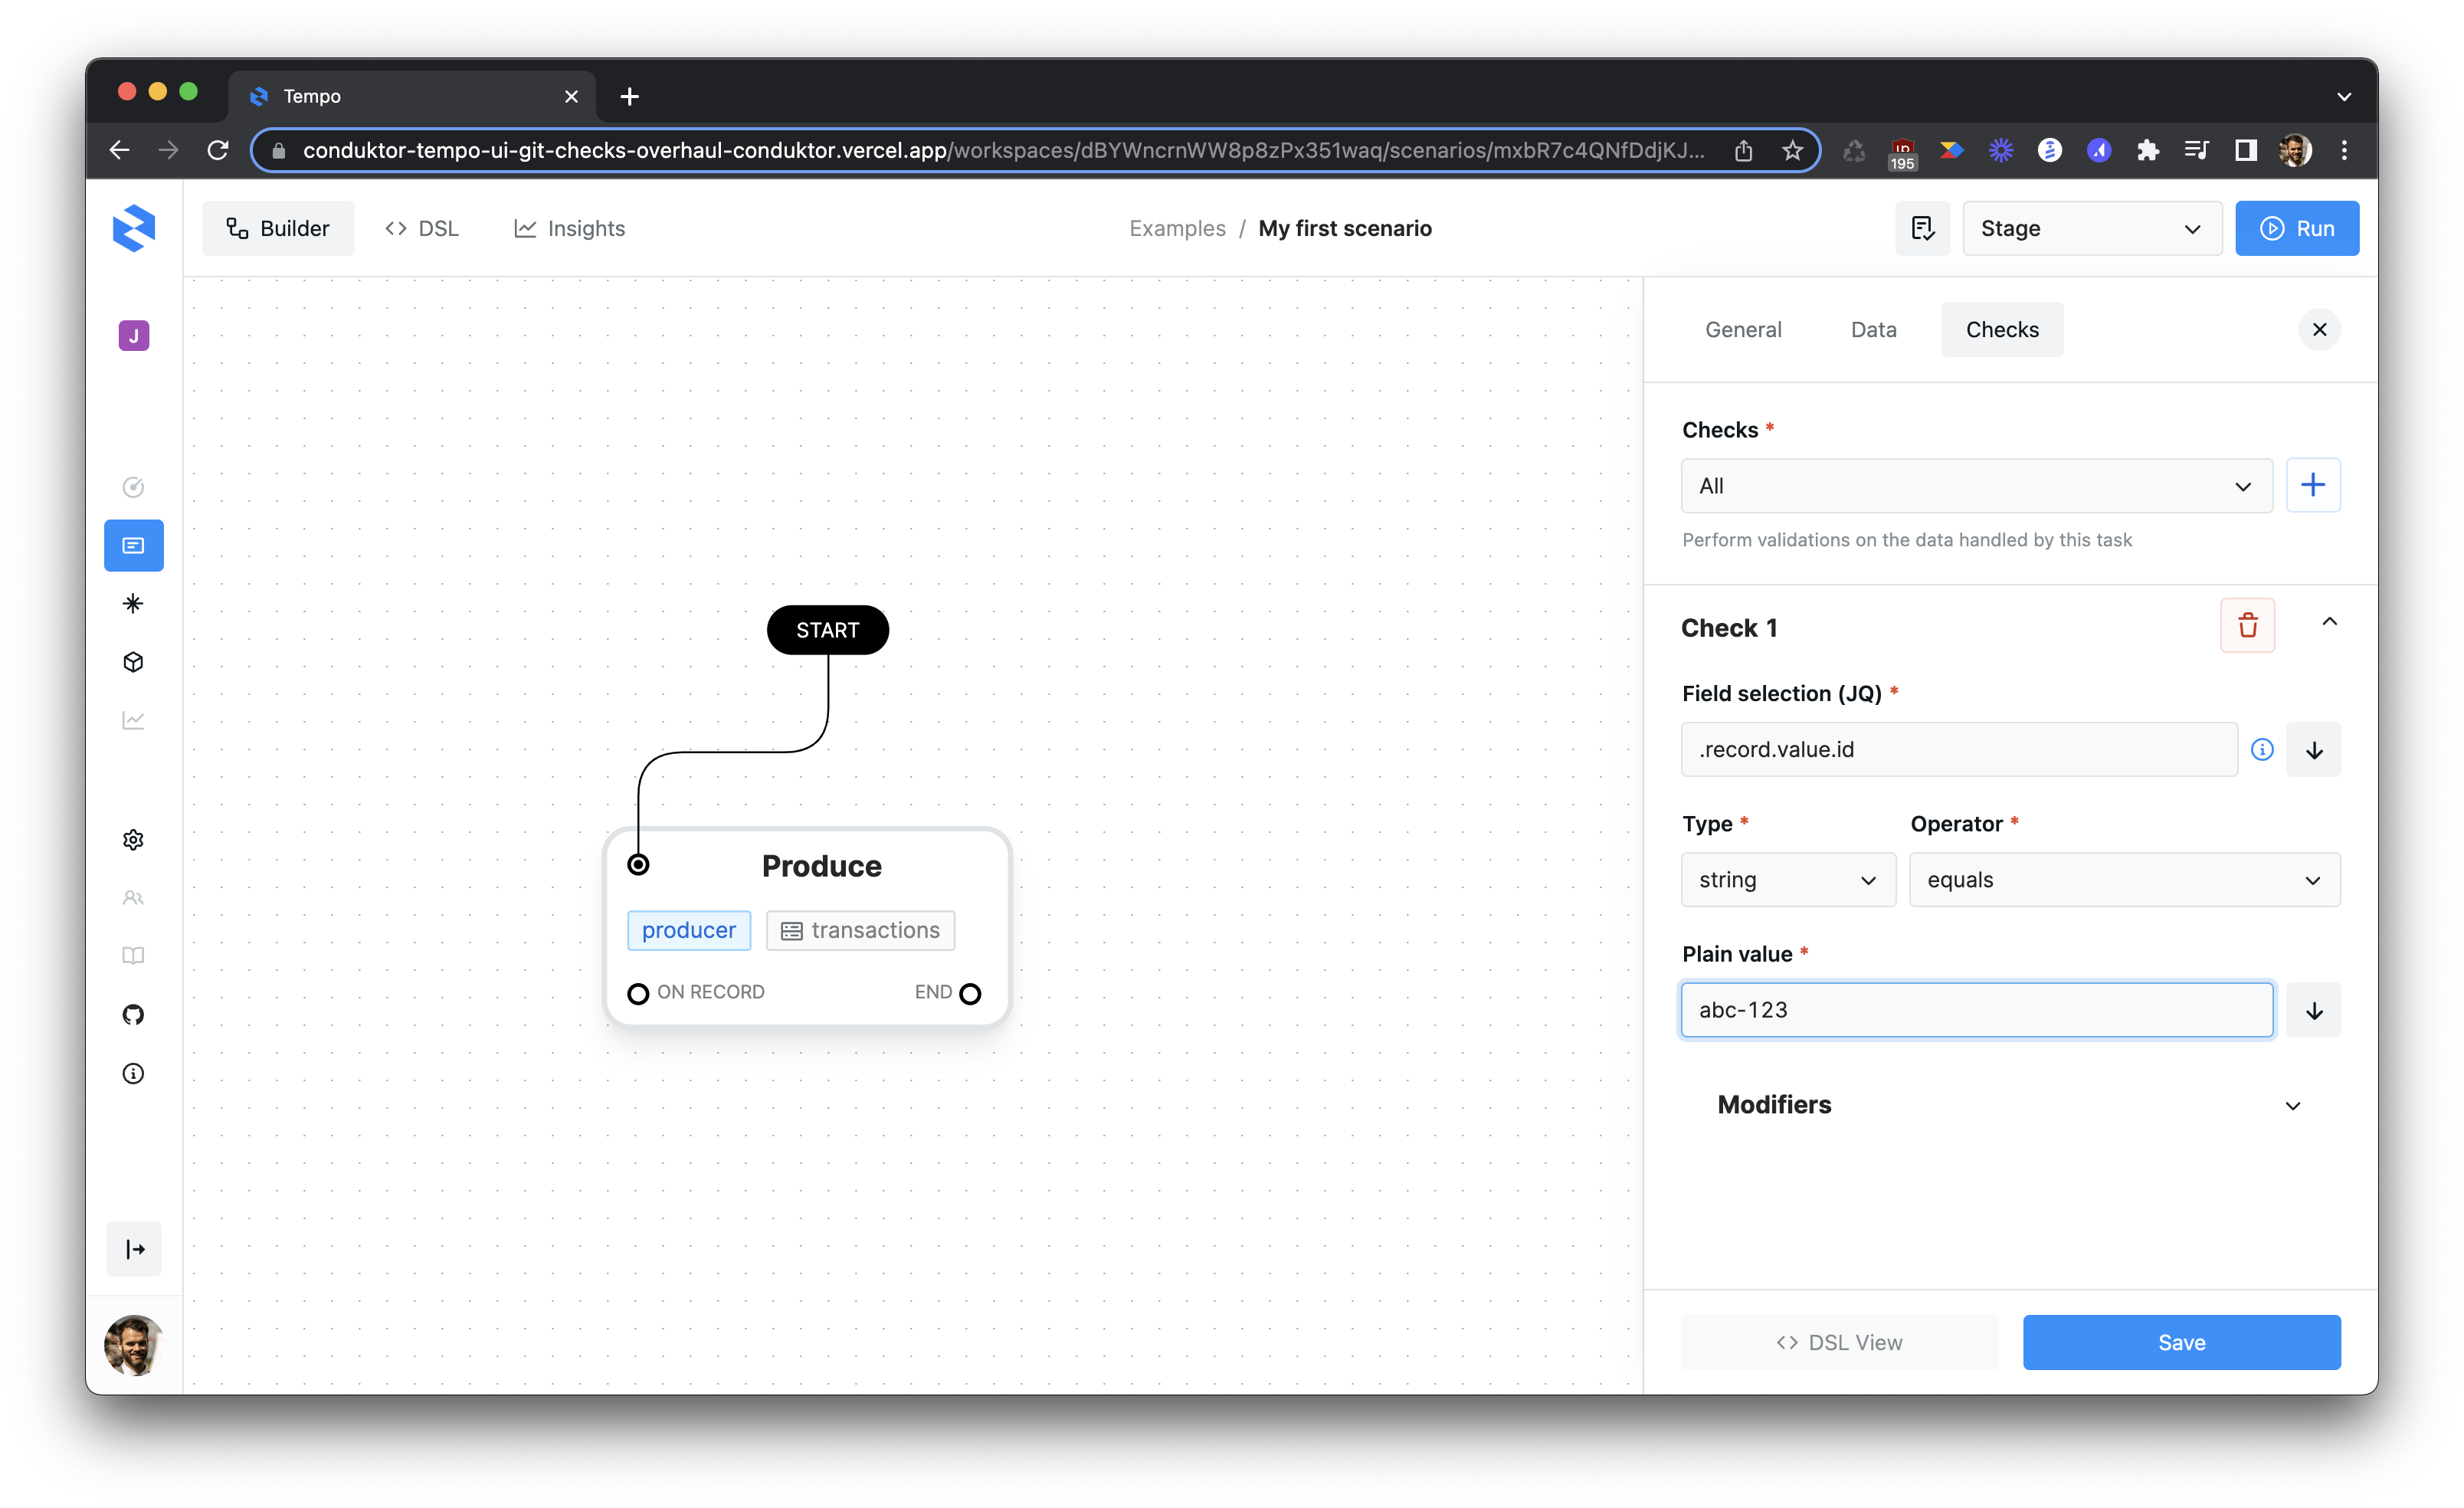 Tempo
conduktor-tempo-ui-git-checks-overhaul-conduktor.vercel.app/workspaces/dBYWncrnWW8p8zPx351waq/scenarios/mxbR7c4QNfDdjKJ...
195
Builder
DSL
Insights
Examples / My first scenario
Stage
Run
J
General
Data
Checks
Checks *
All
Perform validations on the data handled by this task
START
Check 1
Field selection (JQ) *
.record.value.id
Type *
Operator *
string
equals
Produce
producer
transactions
ON RECORD
END
Plain value *
abc-123
Modifiers
DSL View
Save